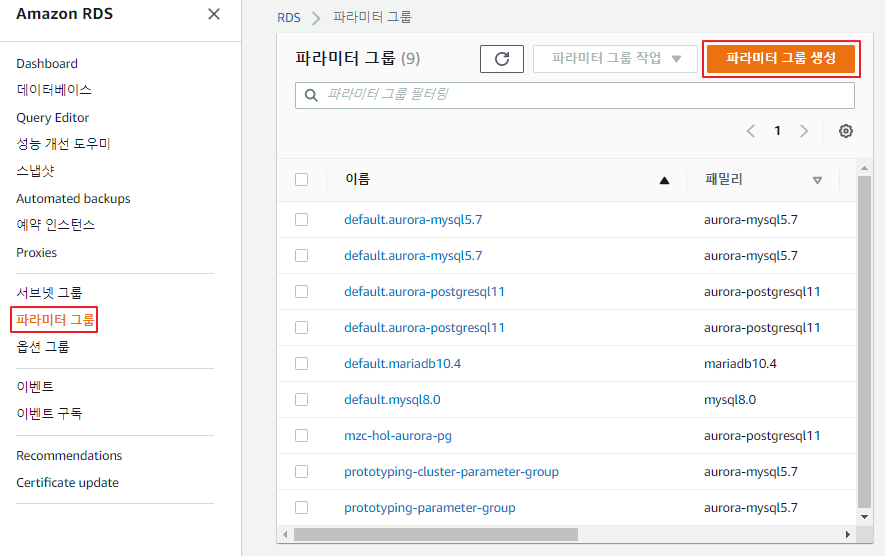 Amazon RDS
Dashboard
데이터베이스
Query Editor
성능 개선 도우미
스냅샷
Automated backups
예약 인스턴스
Proxies
서브넷 그룹
파라미터 그룹
옵션 그룹
이벤트
이벤트 구독
Recommendations
Certificate update
RDS 파라미터 그룹
파라미터 그룹 (9) 파라미터 그룹 작업 파라미터 그룹 생성
파라미터 그룹 필터링
1
이름 패밀리
default.aurora-mysql5.7 aurora-mysql5.7
default.aurora-mysql5.7 aurora-mysql5.7
default.aurora-postgresql11 aurora-postgresql11
default.aurora-postgresql11 aurora-postgresql11
default.mariadb10.4 mariadb10.4
default.mysql8.0 mysql8.0
mzc-hol-aurora-pg aurora-postgresql11
prototyping-cluster-parameter-group aurora-mysql5.7
prototyping-parameter-group aurora-mysql5.7